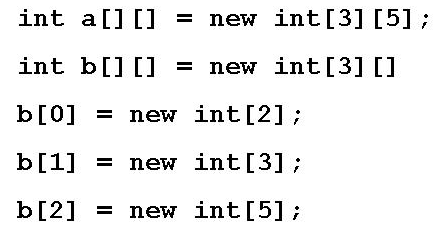 int a[][] = new int[3][5];
int b[][] = new int[3][]
b[0] = new int[2];
b[1] = new int[3];
b[2] = new int[5];